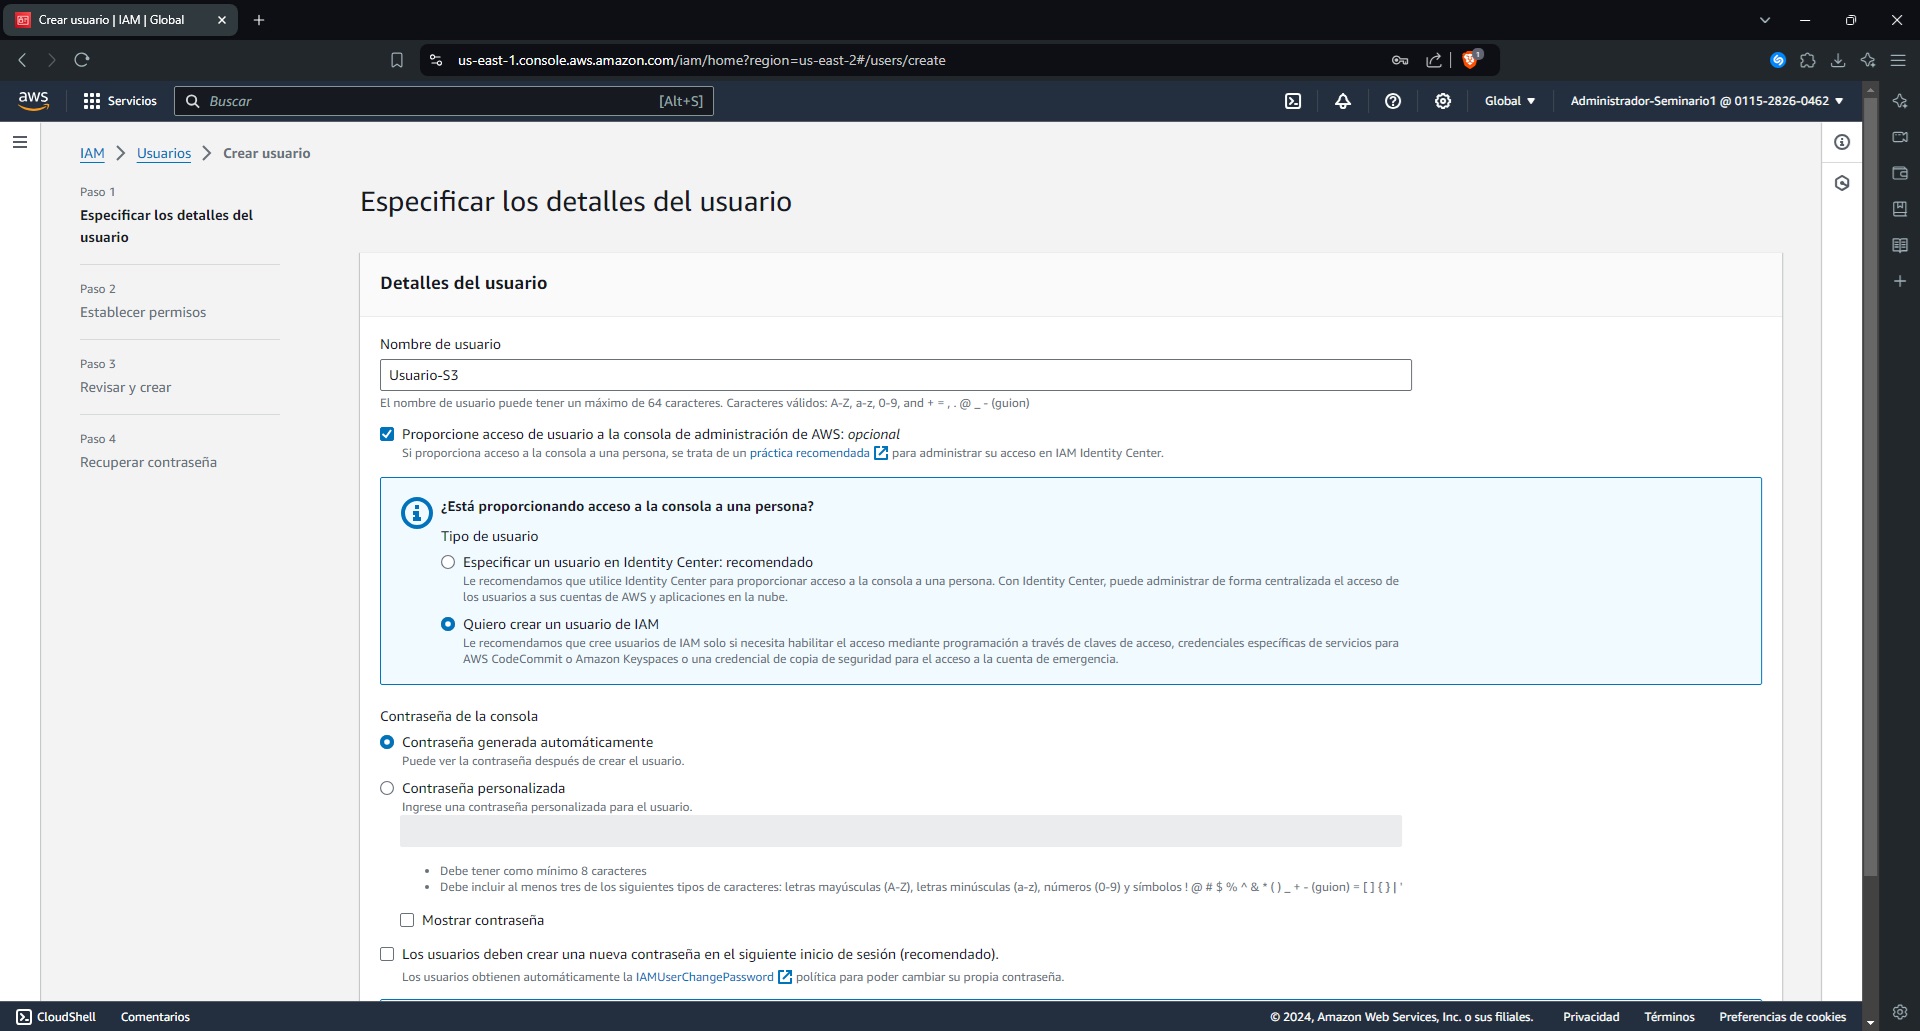 Crear usuario | IAM | Global
us-east-1.console.aws.amazon.com/iam/home?region=us-east-2#/users/create
1
aws
Servicios
Buscar
[Alt+S]
Global
Administrador-Seminario1 @ 0115-2826-0462
IAM
Usuarios
Crear usuario
Paso 1
Especificar los detalles del
usuario
Paso 2
Establecer permisos
Paso 3
Revisar y crear
Paso 4
Recuperar contraseña
Especificar los detalles del usuario
Detalles del usuario
Nombre de usuario
Usuario-S3
El nombre de usuario puede tener un máximo de 64 caracteres. Caracteres válidos: A-Z, a-z, 0-9, and + = , . @ _ - (guion)
Proporcione acceso de usuario a la consola de administración de AWS: opcional
Si proporciona acceso a la consola a una persona, se trata de un práctica recomendada para administrar su acceso en IAM Identity Center.
¿Está proporcionando acceso a la consola a una persona?
Tipo de usuario
Especificar un usuario en Identity Center: recomendado
Le recomendamos que utilice Identity Center para proporcionar acceso a la consola a una persona. Con Identity Center, puede administrar de forma centralizada el acceso de
los usuarios a sus cuentas de AWS y aplicaciones en la nube.
Quiero crear un usuario de IAM
Le recomendamos que cree usuarios de IAM solo si necesita habilitar el acceso mediante programación a través de claves de acceso, credenciales específicas de servicios para
AWS CodeCommit o Amazon Keyspaces o una credencial de copia de seguridad para el acceso a la cuenta de emergencia.
Contraseña de la consola
Contraseña generada automáticamente
Puede ver la contraseña después de crear el usuario.
Contraseña personalizada
Ingrese una contraseña personalizada para el usuario.
• Debe tener como mínimo 8 caracteres
• Debe incluir al menos tres de los siguientes tipos de caracteres: letras mayúsculas (A-Z), letras minúsculas (a-z), números (0-9) y símbolos ! @ # $ % ^ & * ( ) _ + - (guion) = [ ] { } | '
Mostrar contraseña
Los usuarios deben crear una nueva contraseña en el siguiente inicio de sesión (recomendado).
Los usuarios obtienen automáticamente la IAMUserChangePassword política para poder cambiar su propia contraseña.
CloudShell
Comentarios
© 2024, Amazon Web Services, Inc. o sus filiales.
Privacidad
Términos
Preferencias de cookies